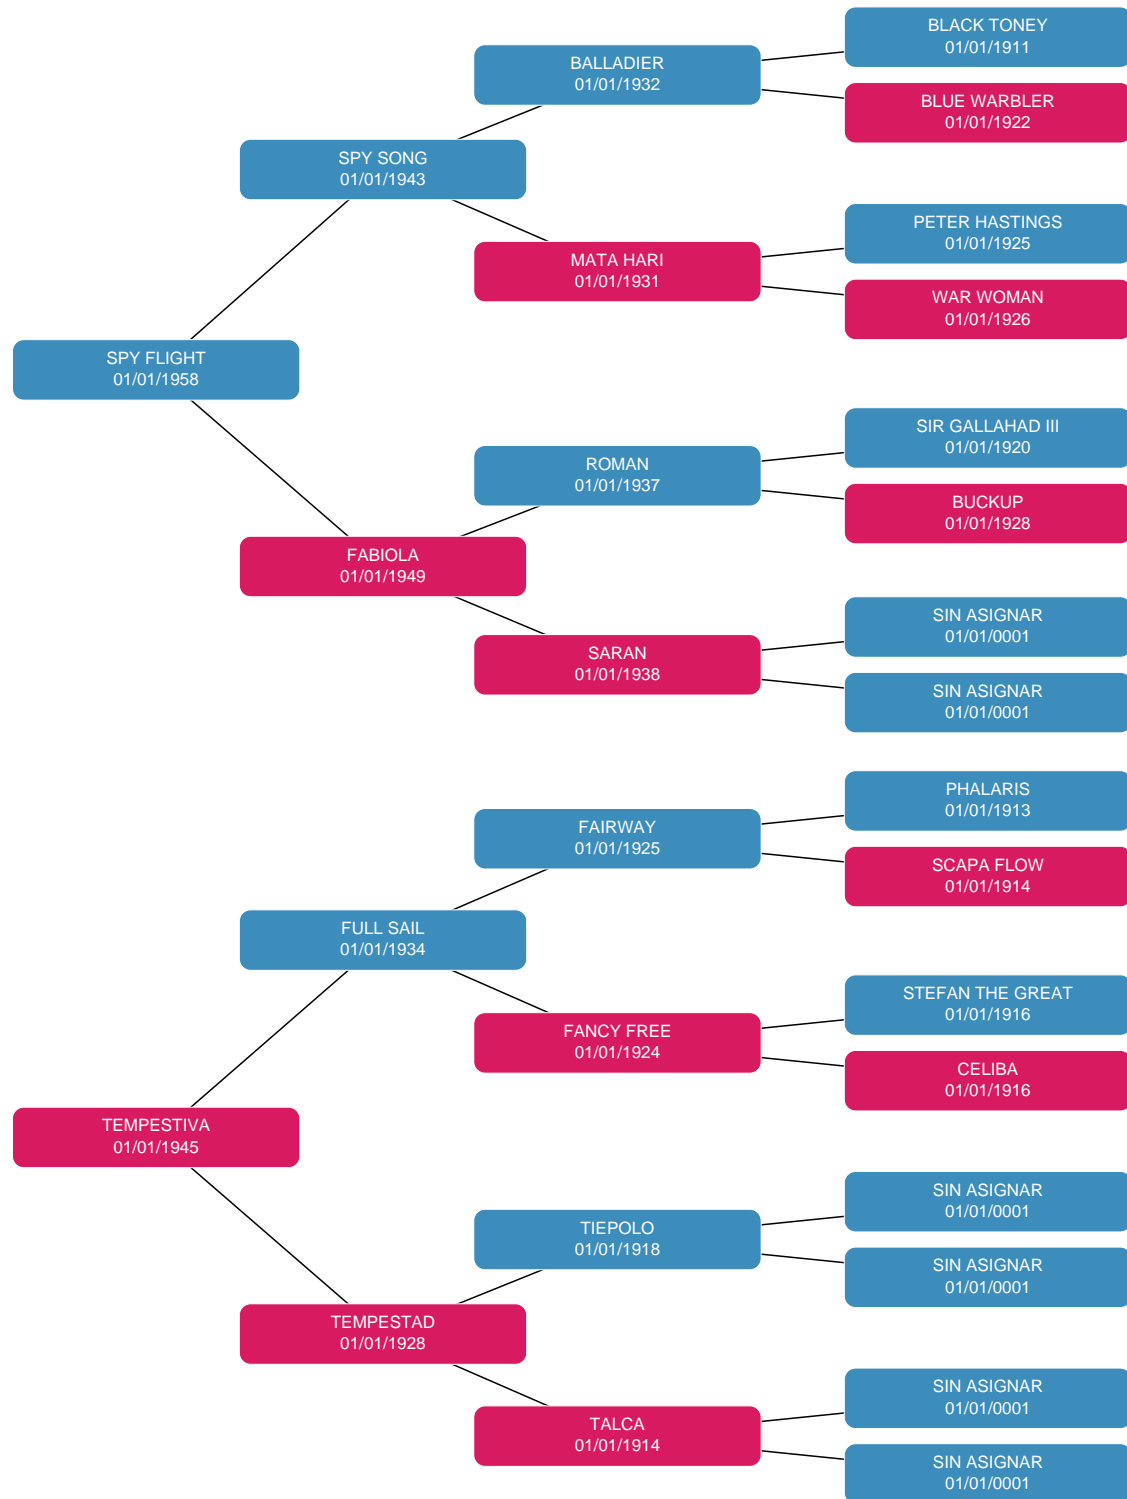 BLACK TONEY
01/01/1911
BALLADIER
01/01/1932
BLUE WARBLER
01/01/1922
SPY SONG
01/01/1943
PETER HASTINGS
01/01/1925
MATA HARI
01/01/1931
WAR WOMAN
01/01/1926
SPY FLIGHT
01/01/1958
SIR GALLAHAD III
01/01/1920
ROMAN
01/01/1937
BUCKUP
01/01/1928
FABIOLA
01/01/1949
SIN ASIGNAR
01/01/0001
SARAN
01/01/1938
SIN ASIGNAR
01/01/0001
PHALARIS
01/01/1913
FAIRWAY
01/01/1925
SCAPA FLOW
01/01/1914
FULL SAIL
01/01/1934
STEFAN THE GREAT
01/01/1916
FANCY FREE
01/01/1924
CELIBA
01/01/1916
TEMPESTIVA
01/01/1945
SIN ASIGNAR
01/01/0001
TIEPOLO
01/01/1918
SIN ASIGNAR
01/01/0001
TEMPESTAD
01/01/1928
SIN ASIGNAR
01/01/0001
TALCA
01/01/1914
SIN ASIGNAR
01/01/0001